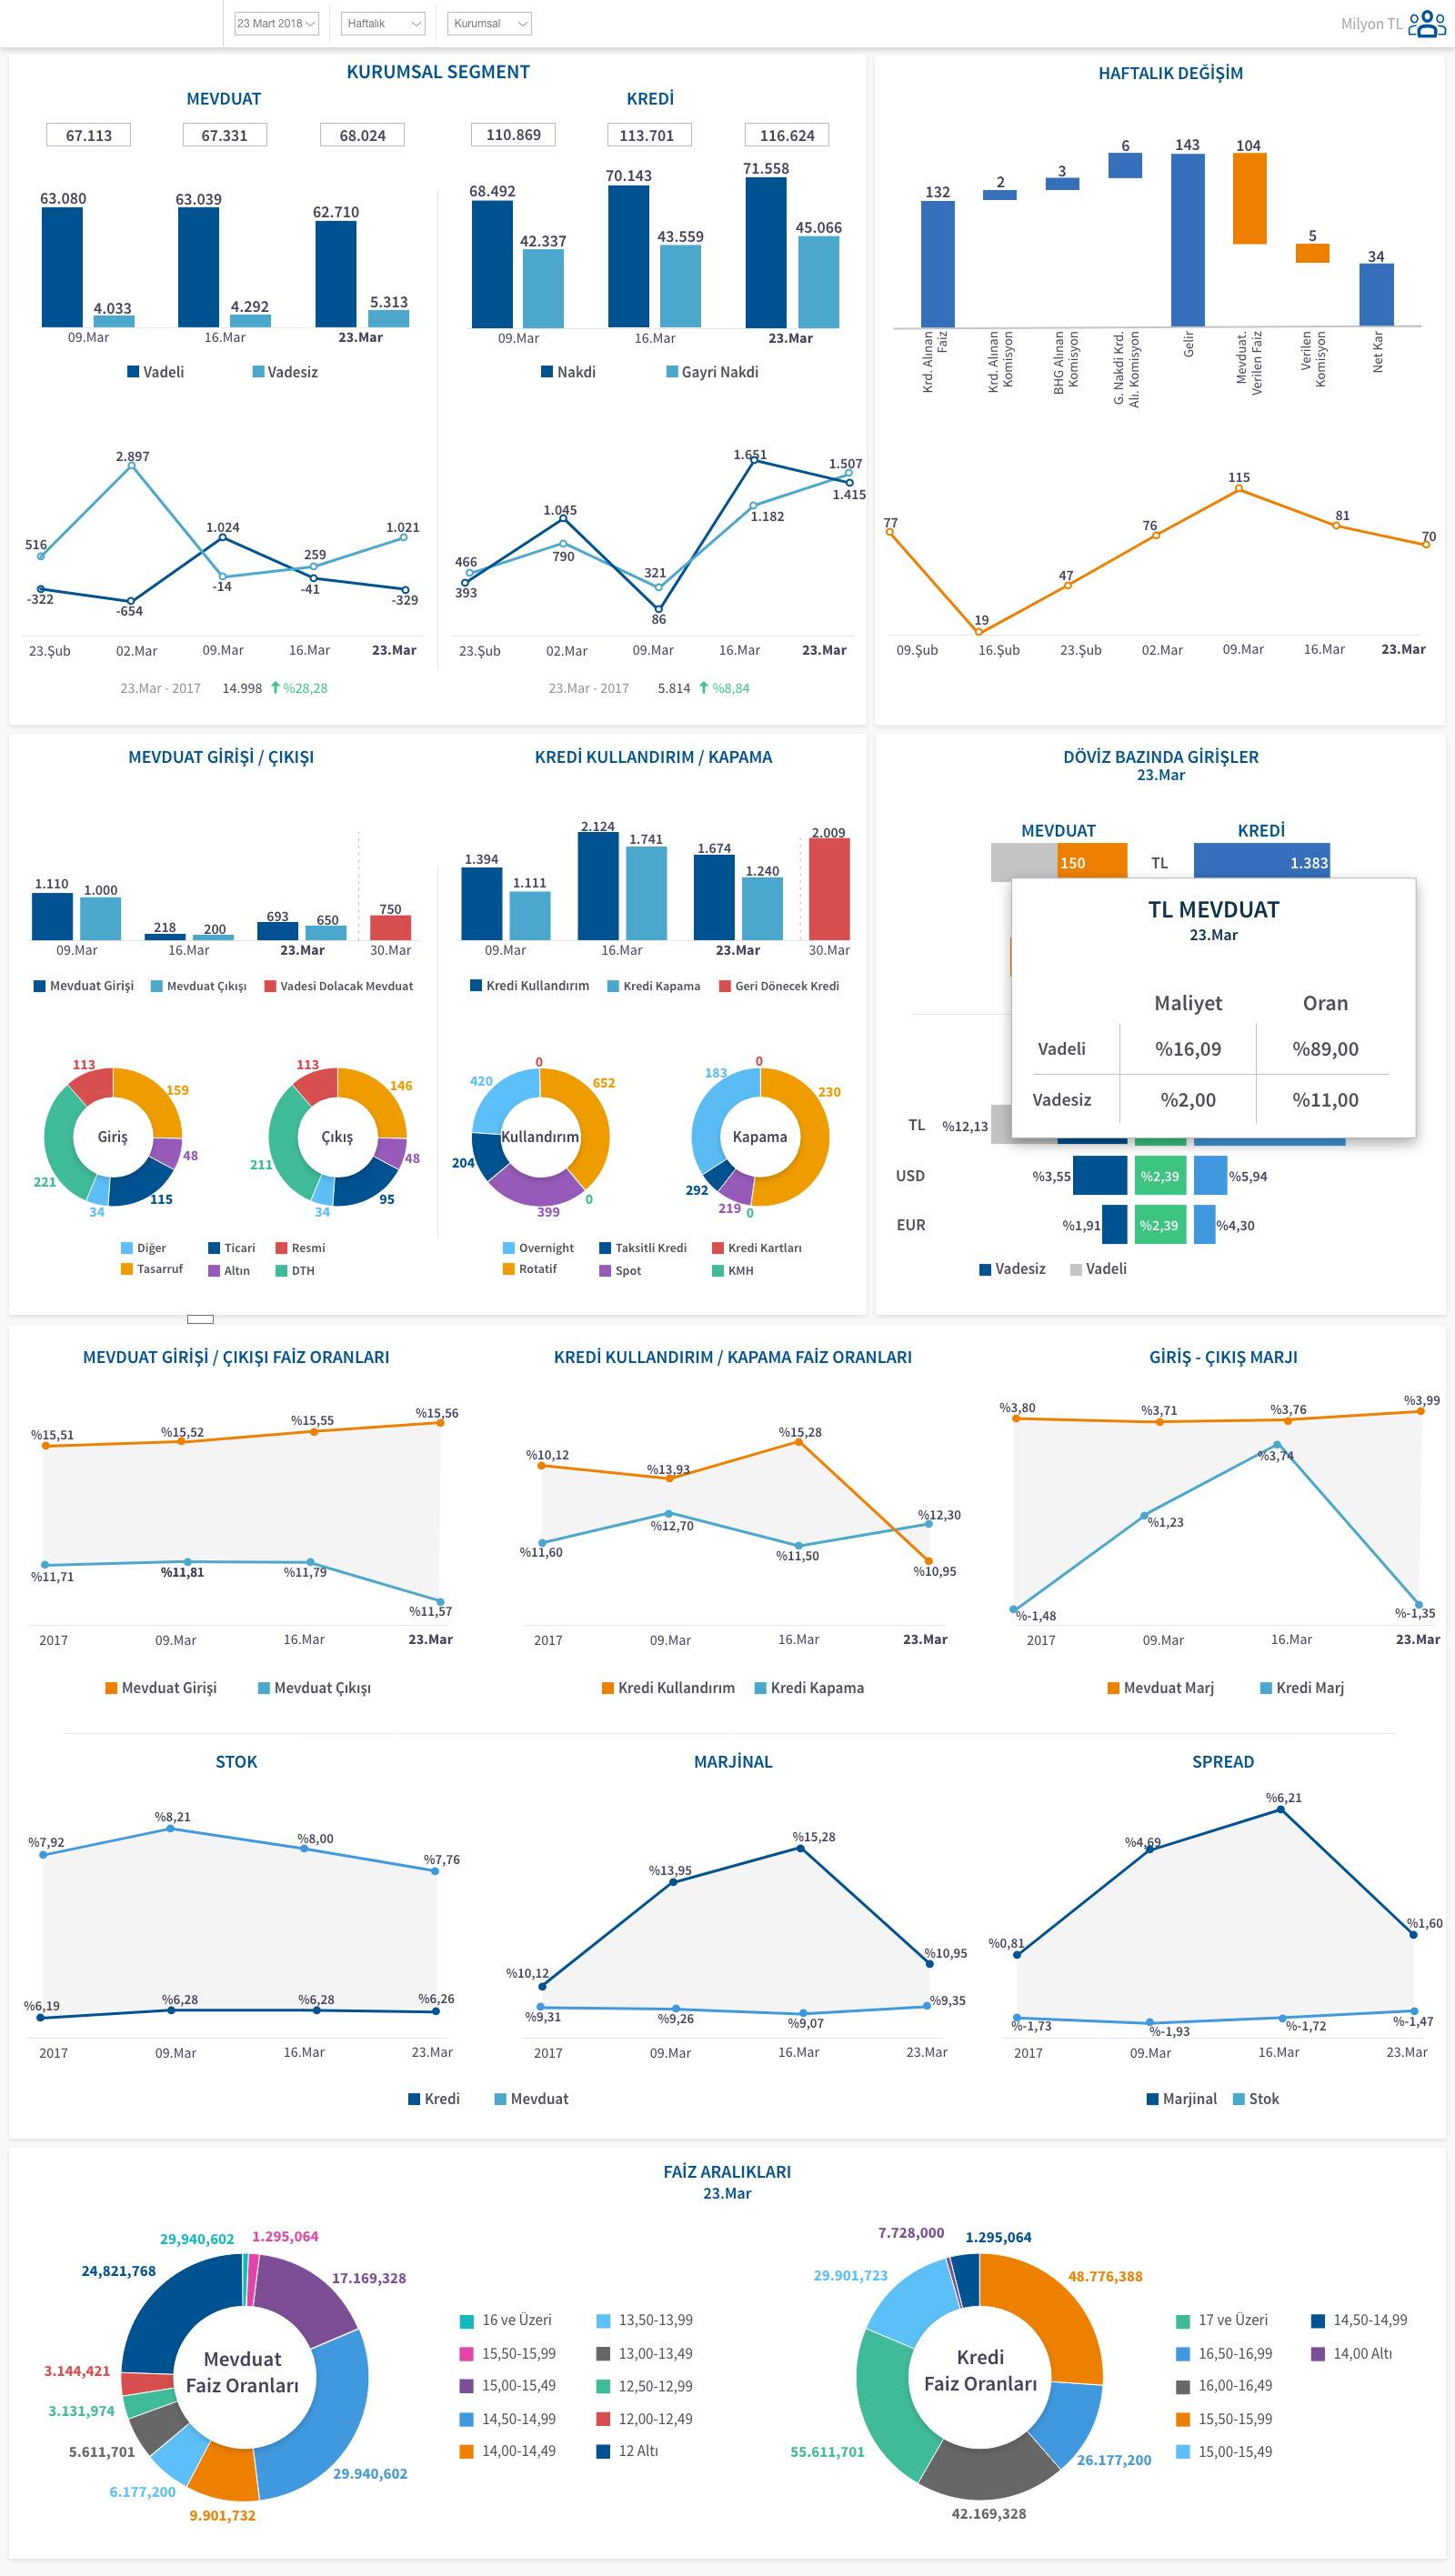 23 Mart 2018
Haftalık
Kurumsal
Milyon TL
KURUMSAL SEGMENT
MEVDUAT
67.113 67.331 68.024
63.080 63.039 62.710
4.033 4.292 5.313
09.Mar 16.Mar 23.Mar
Vadeli Vadesiz
KREDİ
110.869 113.701 116.624
68.492 70.143 71.558
42.337 43.559 45.066
09.Mar 16.Mar 23.Mar
Nakdi Gayri Nakdi
2.897
516 1.024 259 1.021
-322 -654 -14 -41 -329
23.Şub 02.Mar 09.Mar 16.Mar 23.Mar
23.Mar - 2017 14.998 %28,28
1.651 1.507
1.415
1.045 1.182
466 790 321
393 86
23.Şub 02.Mar 09.Mar 16.Mar 23.Mar
23.Mar - 2017 5.814 %8,84
HAFTALIK DEĞİŞİM
132 2 3 6 143 104 5 34
Krd. Alınan
Faiz
Krd. Alınan
Komisyon
BHG Alınan
Komisyon
G. Nakdi Krd.
Alı. Komisyon
Gelir
Mevduat.
Verilen Faiz
Verilen
Komisyon
Net Kar
77 19 47 76 115 81 70
09.Şub 16.Şub 23.Şub 02.Mar 09.Mar 16.Mar 23.Mar
MEVDUAT GİRİŞİ / ÇIKIŞI
1.110 1.000 218 200 693 650 750
09.Mar 16.Mar 23.Mar 30.Mar
Mevduat Girişi Mevduat Çıkışı Vadesi Dolacak Mevduat
Giriş
113 159 48 115 34 221
Çıkış
113 146 48 95 34 211
Diğer Ticari Resmi
Tasarruf Altın DTH
KREDİ KULLANDIRIM / KAPAMA
1.394 1.111 2.124 1.741 1.674 1.240 2.009
09.Mar 16.Mar 23.Mar 30.Mar
Kredi Kullandırım Kredi Kapama Geri Dönecek Kredi
Kullandırım
0 652 0 399 204 420
Kapama
0 230 0 219 292 183
Overnight Taksitli Kredi Kredi Kartları
Rotatif Spot KMH
DÖVİZ BAZINDA GİRİŞLER
23.Mar
MEVDUAT KREDİ
150 TL 1.383
TL MEVDUAT
23.Mar
Maliyet Oran
Vadeli %16,09 %89,00
Vadesiz %2,00 %11,00
TL %12,13
USD %3,55 %2,39 %5,94
EUR %1,91 %2,39 %4,30
Vadesiz Vadeli
MEVDUAT GİRİŞİ / ÇIKIŞI FAİZ ORANLARI
%15,51 %15,52 %15,55 %15,56
%11,71 %11,81 %11,79 %11,57
2017 09.Mar 16.Mar 23.Mar
Mevduat Girişi Mevduat Çıkışı
KREDİ KULLANDIRIM / KAPAMA FAİZ ORANLARI
%10,12 %13,93 %15,28 %12,30
%11,60 %12,70 %11,50 %10,95
2017 09.Mar 16.Mar 23.Mar
Kredi Kullandırım Kredi Kapama
GİRİŞ - ÇIKIŞ MARJI
%3,80 %3,71 %3,76 %3,99
%-1,48 %1,23 %3,74 %-1,35
2017 09.Mar 16.Mar 23.Mar
Mevduat Marj Kredi Marj
STOK
%7,92 %8,21 %8,00 %7,76
%6,19 %6,28 %6,28 %6,26
2017 09.Mar 16.Mar 23.Mar
MARJİNAL
%10,12 %13,95 %15,28 %10,95
%9,31 %9,26 %9,07 %9,35
2017 09.Mar 16.Mar 23.Mar
Kredi Mevduat
SPREAD
%0,81 %4,69 %6,21 %1,60
%-1,73 %-1,93 %-1,72 %-1,47
2017 09.Mar 16.Mar 23.Mar
Marjinal Stok
FAİZ ARALIKLARI
23.Mar
Mevduat
Faiz Oranları
29,940,602 1.295,064
24,821,768 17.169,328
3.144,421
3.131,974
5.611,701
6.177,200 29.940,602
9.901,732
16 ve Üzeri 13,50-13,99
15,50-15,99 13,00-13,49
15,00-15,49 12,50-12,99
14,50-14,99 12,00-12,49
14,00-14,49 12 Altı
Kredi
Faiz Oranları
7.728,000 1.295,064
29.901,723 48.776,388
55.611,701 26.177,200
42.169,328
17 ve Üzeri 14,50-14,99
16,50-16,99 14,00 Altı
16,00-16,49
15,50-15,99
15,00-15,49